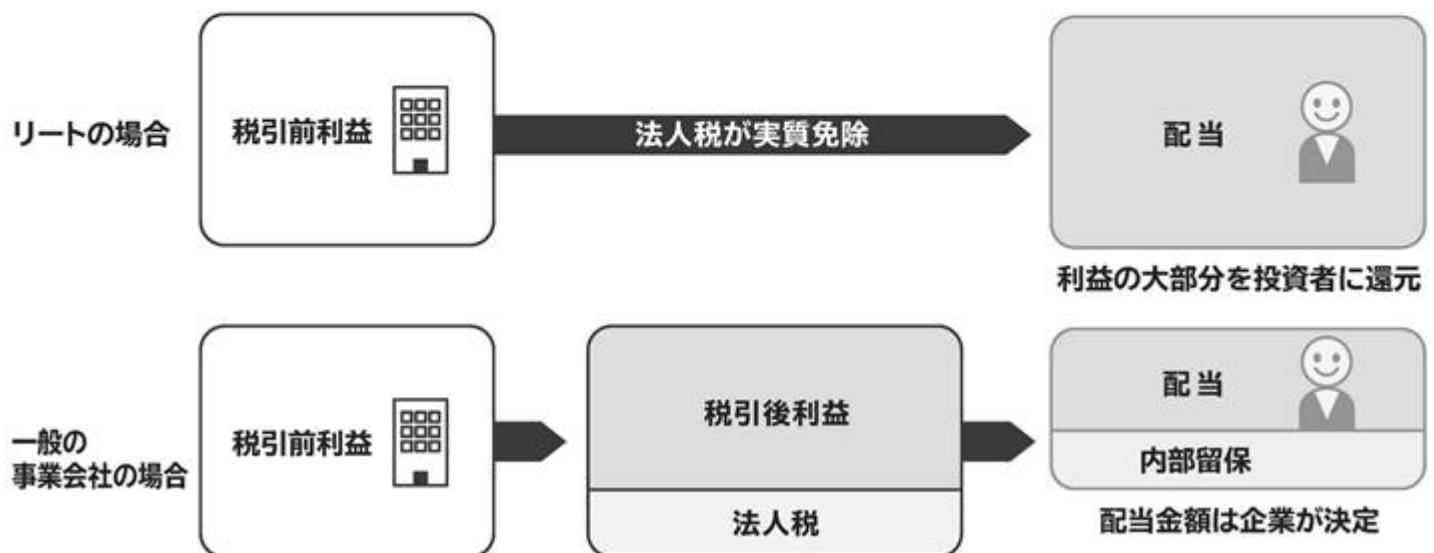 リートの場合
税引前利益
法人税が実質免除
配当
利益の大部分を投資者に還元
一般の
事業会社の場合
税引前利益
税引後利益
法人税
配当
内部留保
配当金額は企業が決定